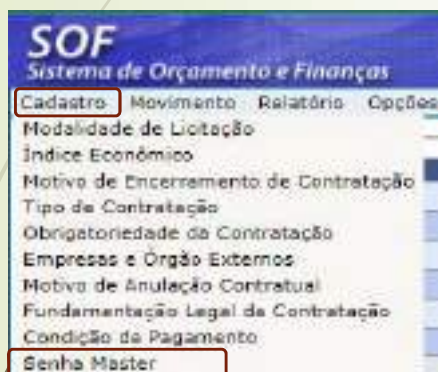 SOF
Sistema de Orçamento e Finanças
Cadastro Movimento Relatório Opções
Modalidade de Licitação
Índice Econômico
Motivo de Encerramento de Contratação
Tipo de Contratação
Obrigatoriedade da Contratação
Empresas e Órgão Externos
Motivo de Anulação Contratual
Fundamentação Legal da Contratação
Condição de Pagamento
Senha Master